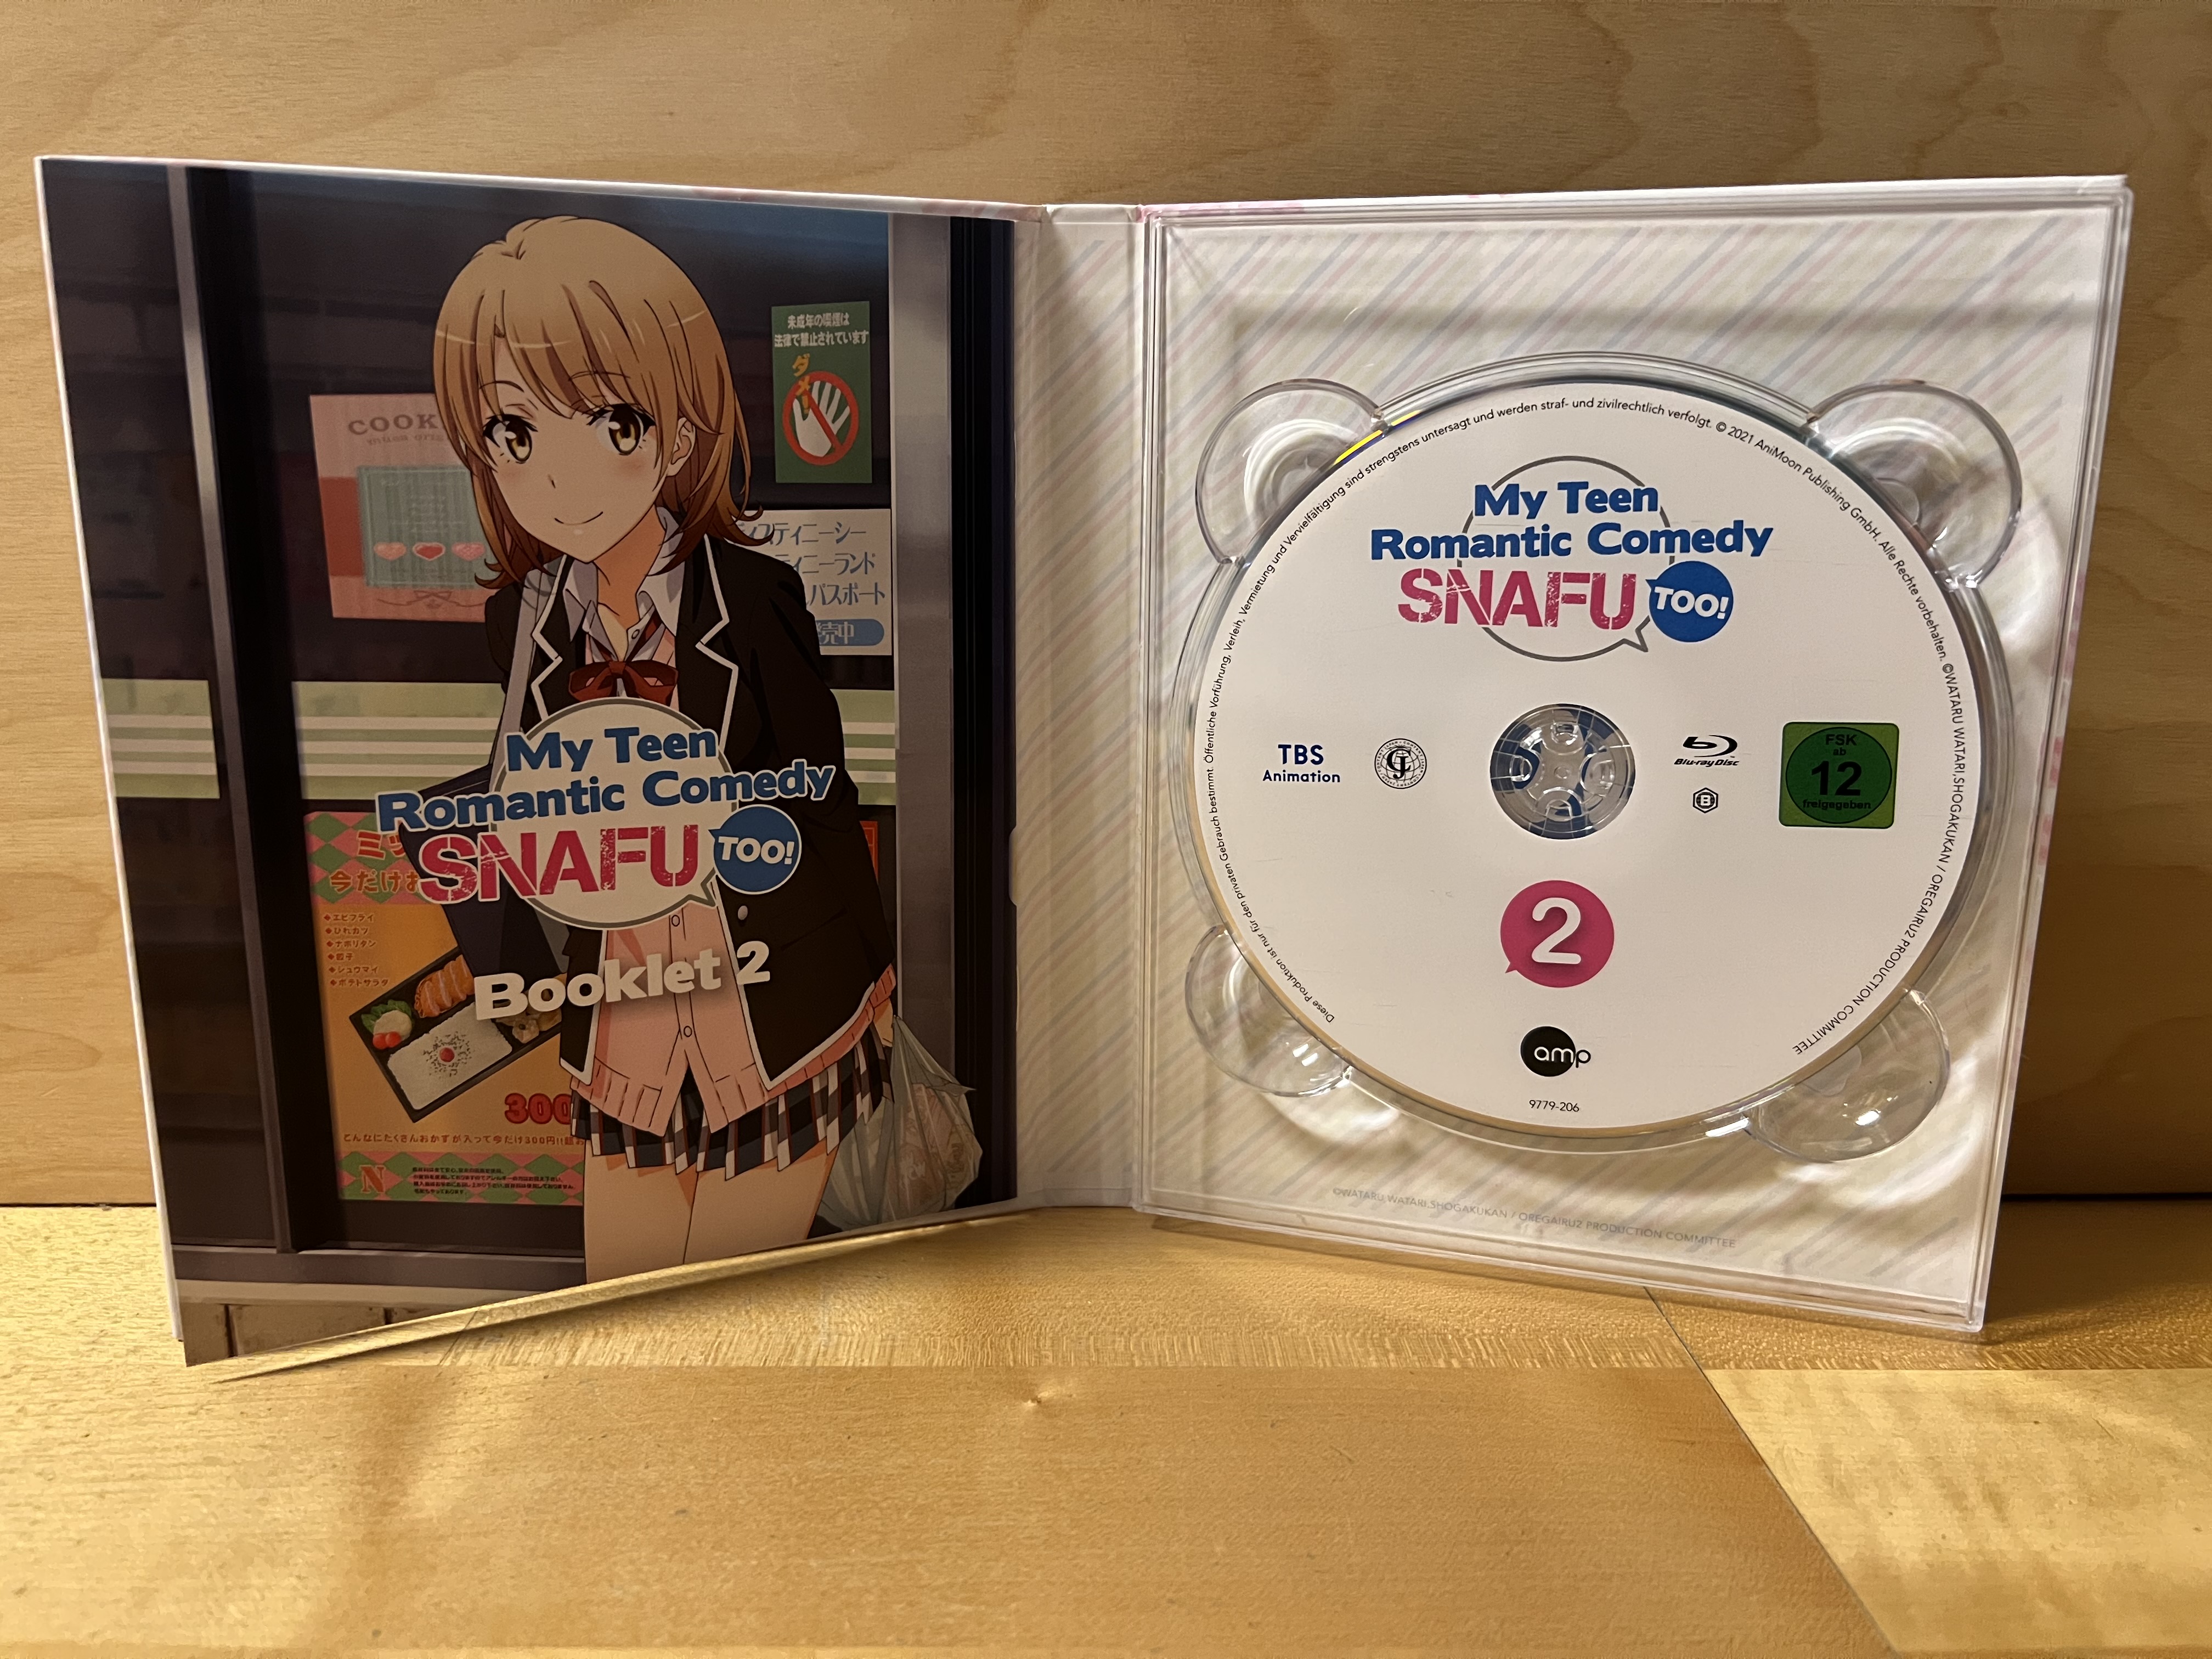 未成年の喫煙は
法律で禁止されています
ダメ!
COOK
ィスティニーシー
ィニーランド
パスポート
売中
My Teen
Romantic Comedy
SNAFU TOO!
Booklet 2
ミッ
今だけお
◆エビフライ
◆ひれカツ
◆ナポリタン
◆餃子
◆シュウマイ
◆ポテトサラダ
300
どんなにたくさんおかずが入って今だけ300円!!
N
Diese Produktion ist nur für den privaten Gebrauch bestimmt. Öffentliche Vorführung, Verleih, Vermietung und Vervielfältigung sind strengstens untersagt und werden straf- und zivilrechtlich verfolgt. © 2021 AniMoon Publishing GmbH. Alle Rechte vorbehalten. ©WATARU WATARI,SHOGAKUKAN / OREGAIRU2 PRODUCTION COMMITTEE
My Teen
Romantic Comedy
SNAFU TOO!
TBS
Animation
Blu-ray Disc
B
FSK
ab
12
freigegeben
2
amp
9779-206
©WATARU WATARI,SHOGAKUKAN / OREGAIRU2 PRODUCTION COMMITTEE